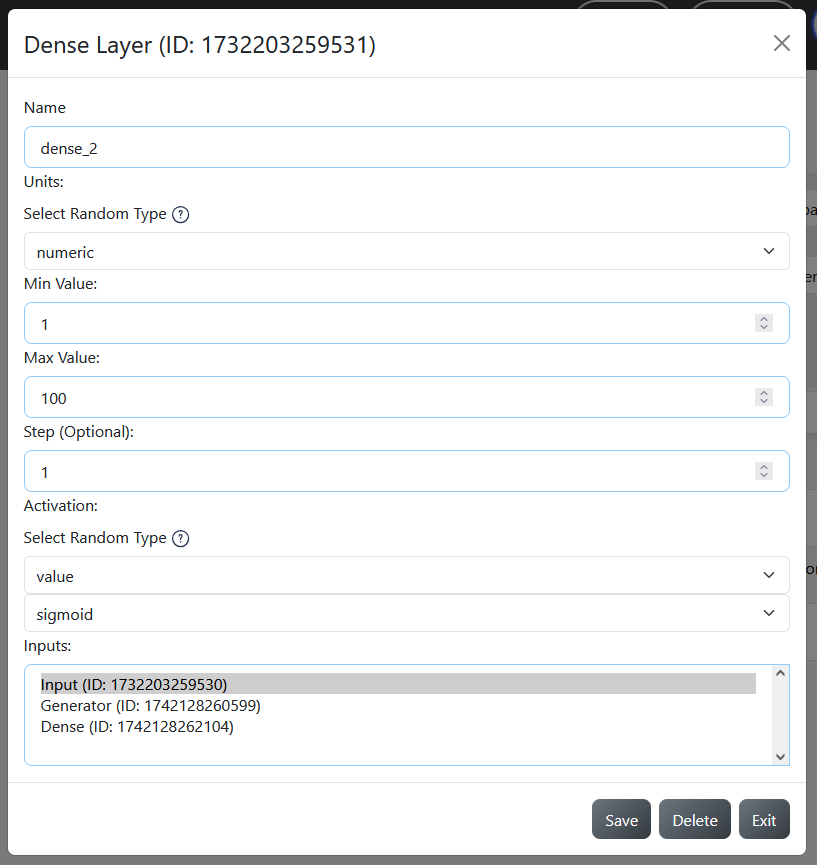 Dense Layer (ID: 1732203259531)
Name
dense_2
Units:
Select Random Type ?
numeric
Min Value:
1
Max Value:
100
Step (Optional):
1
Activation:
Select Random Type ?
value
sigmoid
Inputs:
Input (ID: 1732203259530)
Generator (ID: 1742128260599)
Dense (ID: 1742128262104)
Save Delete Exit